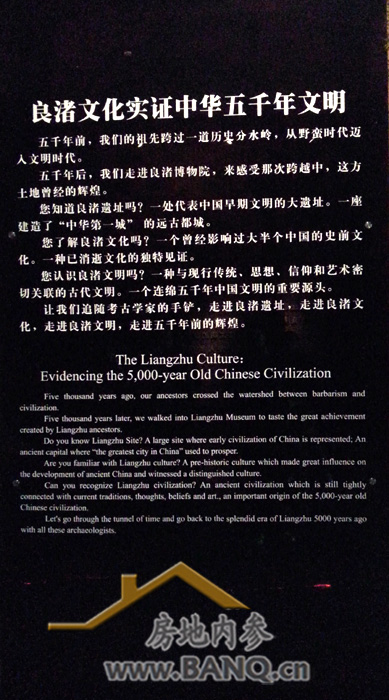 良渚文化实证中华五千年文明
五千年前，我们的祖先跨过一道历史分水岭，从野蛮时代迈
入文明时代。
五千年后，我们走进良渚博物院，来感受那次跨越中，这方
土地曾经的辉煌。
您知道良渚遗址吗？一处代表中国早期文明的大遗址。一座
建造了“中华第一城”的远古都城。
您了解良渚文化吗？一个曾经影响过大半个中国的史前文
化。一种已消逝文化的独特见证。
您认识良渚文明吗？一种与现行传统、思想、信仰和艺术密
切关联的古代文明。一个连绵五千年中国文明的重要源头。
让我们追随考古学家的手铲，走进良渚遗址，走进良渚文
化，走进良渚文明，走进五千年前的辉煌。
The Liangzhu Culture:
Evidencing the 5,000-year Old Chinese Civilization
Five thousand years ago, our ancestors crossed the watershed between barbarism and
civilization.
Five thousand years later, we walked into Liangzhu Museum to taste the great achievement
created by Liangzhu ancestors.
Do you know Liangzhu Site? A large site where early civilization of China is represented; An
ancient capital where "the greatest city in China" used to prosper.
Are you familiar with Liangzhu culture? A pre-historic culture which made great influence on
the development of ancient China and witnessed a distinguished culture.
Can you recognize Liangzhu civilization? An ancient civilization which is still tightly
connected with current traditions, thoughts, beliefs and art., an important origin of the 5,000-year old
Chinese civilization.
Let's go through the tunnel of time and go back to the splendid era of Liangzhu 5000 years ago
with all these archaeologists.
房地内参
www.BANQ.cn